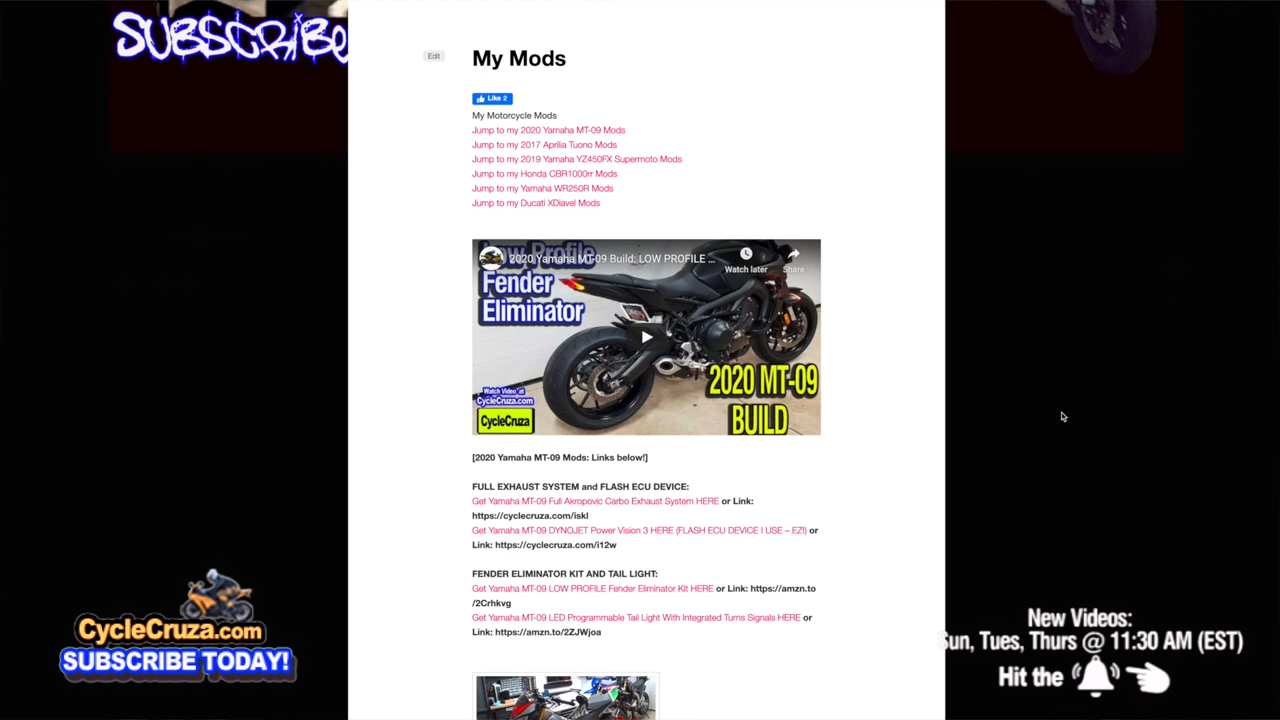 SUBSCRIBE
Edit
My Mods
Like 2
My Motorcycle Mods
Jump to my 2020 Yamaha MT-09 Mods
Jump to my 2017 Aprilia Tuono Mods
Jump to my 2019 Yamaha YZ450FX Supermoto Mods
Jump to my Honda CBR1000rr Mods
Jump to my Yamaha WR250R Mods
Jump to my Ducati XDiavel Mods
Low Profile
2020 Yamaha MT-09 Build: LOW PROFILE ...
Watch later
Share
Fender
Eliminator
2020 MT-09
BUILD
Watch Video at
CycleCruza.com
CycleCruza
[2020 Yamaha MT-09 Mods: Links below!]
FULL EXHAUST SYSTEM and FLASH ECU DEVICE:
Get Yamaha MT-09 Full Akropovic Carbo Exhaust System HERE or Link:
https://cyclecruza.com/iskl
Get Yamaha MT-09 DYNOJET Power Vision 3 HERE (FLASH ECU DEVICE I USE – EZ!) or
Link: https://cyclecruza.com/i12w
FENDER ELIMINATOR KIT AND TAIL LIGHT:
Get Yamaha MT-09 LOW PROFILE Fender Eliminator Kit HERE or Link: https://amzn.to
/2Crhkvg
Get Yamaha MT-09 LED Programmable Tail Light With Integrated Turns Signals HERE or
Link: https://amzn.to/2ZJWjoa
CycleCruza.com
SUBSCRIBE TODAY!
New Videos:
Sun, Tues, Thurs @ 11:30 AM (EST)
Hit the